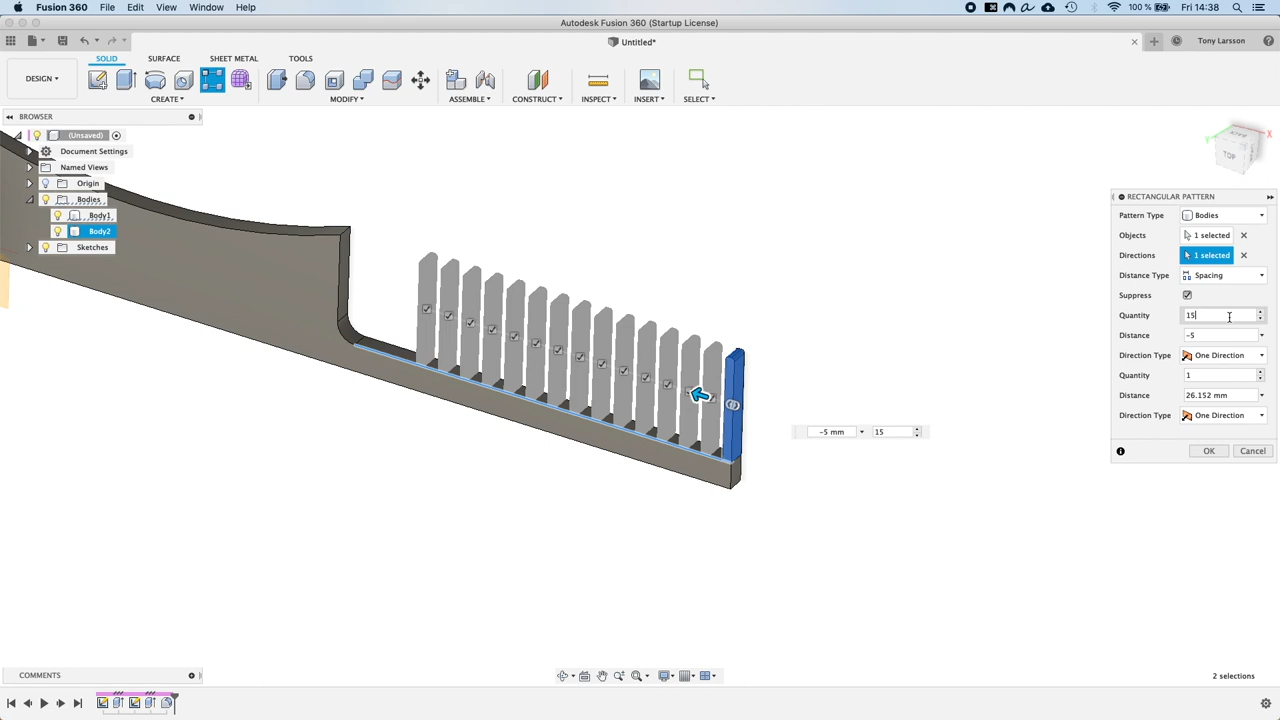 Fusion 360 File Edit View Window Help 100 % Fri 14:38
Autodesk Fusion 360 (Startup License)
Untitled* Tony Larsson
SOLID SURFACE SHEET METAL TOOLS
DESIGN
CREATE MODIFY ASSEMBLE CONSTRUCT INSPECT INSERT SELECT
BROWSER
(Unsaved)
Document Settings
Named Views
Origin
Bodies
Body1
Body2
Sketches
TOP
BACK
X
Y
RECTANGULAR PATTERN
Pattern Type Bodies
Objects 1 selected
Directions 1 selected
Distance Type Spacing
Suppress
Quantity 15
Distance -5
Direction Type One Direction
Quantity 1
Distance 26.152 mm
Direction Type One Direction
OK Cancel
-5 mm 15
COMMENTS
2 selections